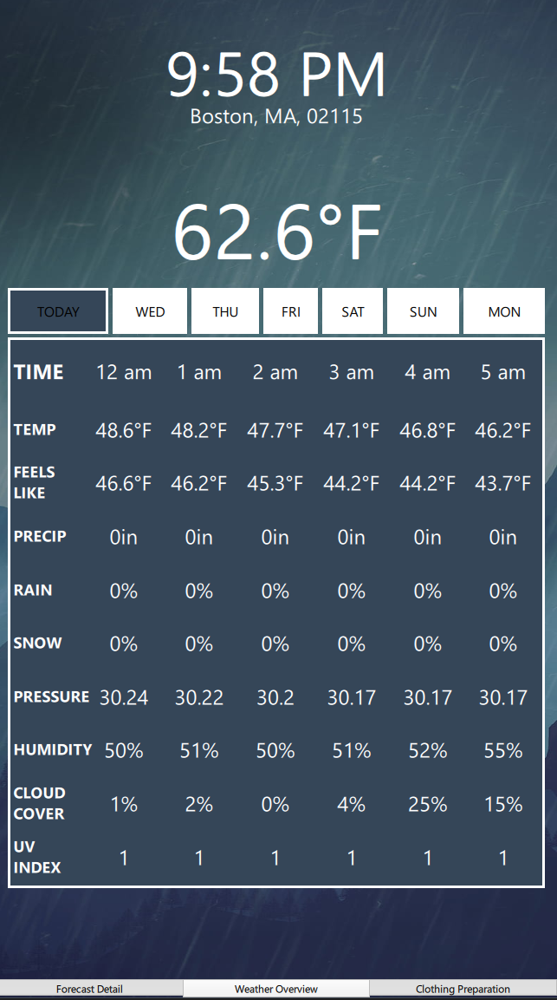 9:58 PM
Boston, MA, 02115
62.6°F
TODAY WED THU FRI SAT SUN MON
TIME 12 am 1 am 2 am 3 am 4 am 5 am
TEMP 48.6°F 48.2°F 47.7°F 47.1°F 46.8°F 46.2°F
FEELS
LIKE 46.6°F 46.2°F 45.3°F 44.2°F 44.2°F 43.7°F
PRECIP 0in 0in 0in 0in 0in 0in
RAIN 0% 0% 0% 0% 0% 0%
SNOW 0% 0% 0% 0% 0% 0%
PRESSURE 30.24 30.22 30.2 30.17 30.17 30.17
HUMIDITY 50% 51% 50% 51% 52% 55%
CLOUD
COVER 1% 2% 0% 4% 25% 15%
UV
INDEX 1 1 1 1 1 1
Forecast Detail Weather Overview Clothing Preparation